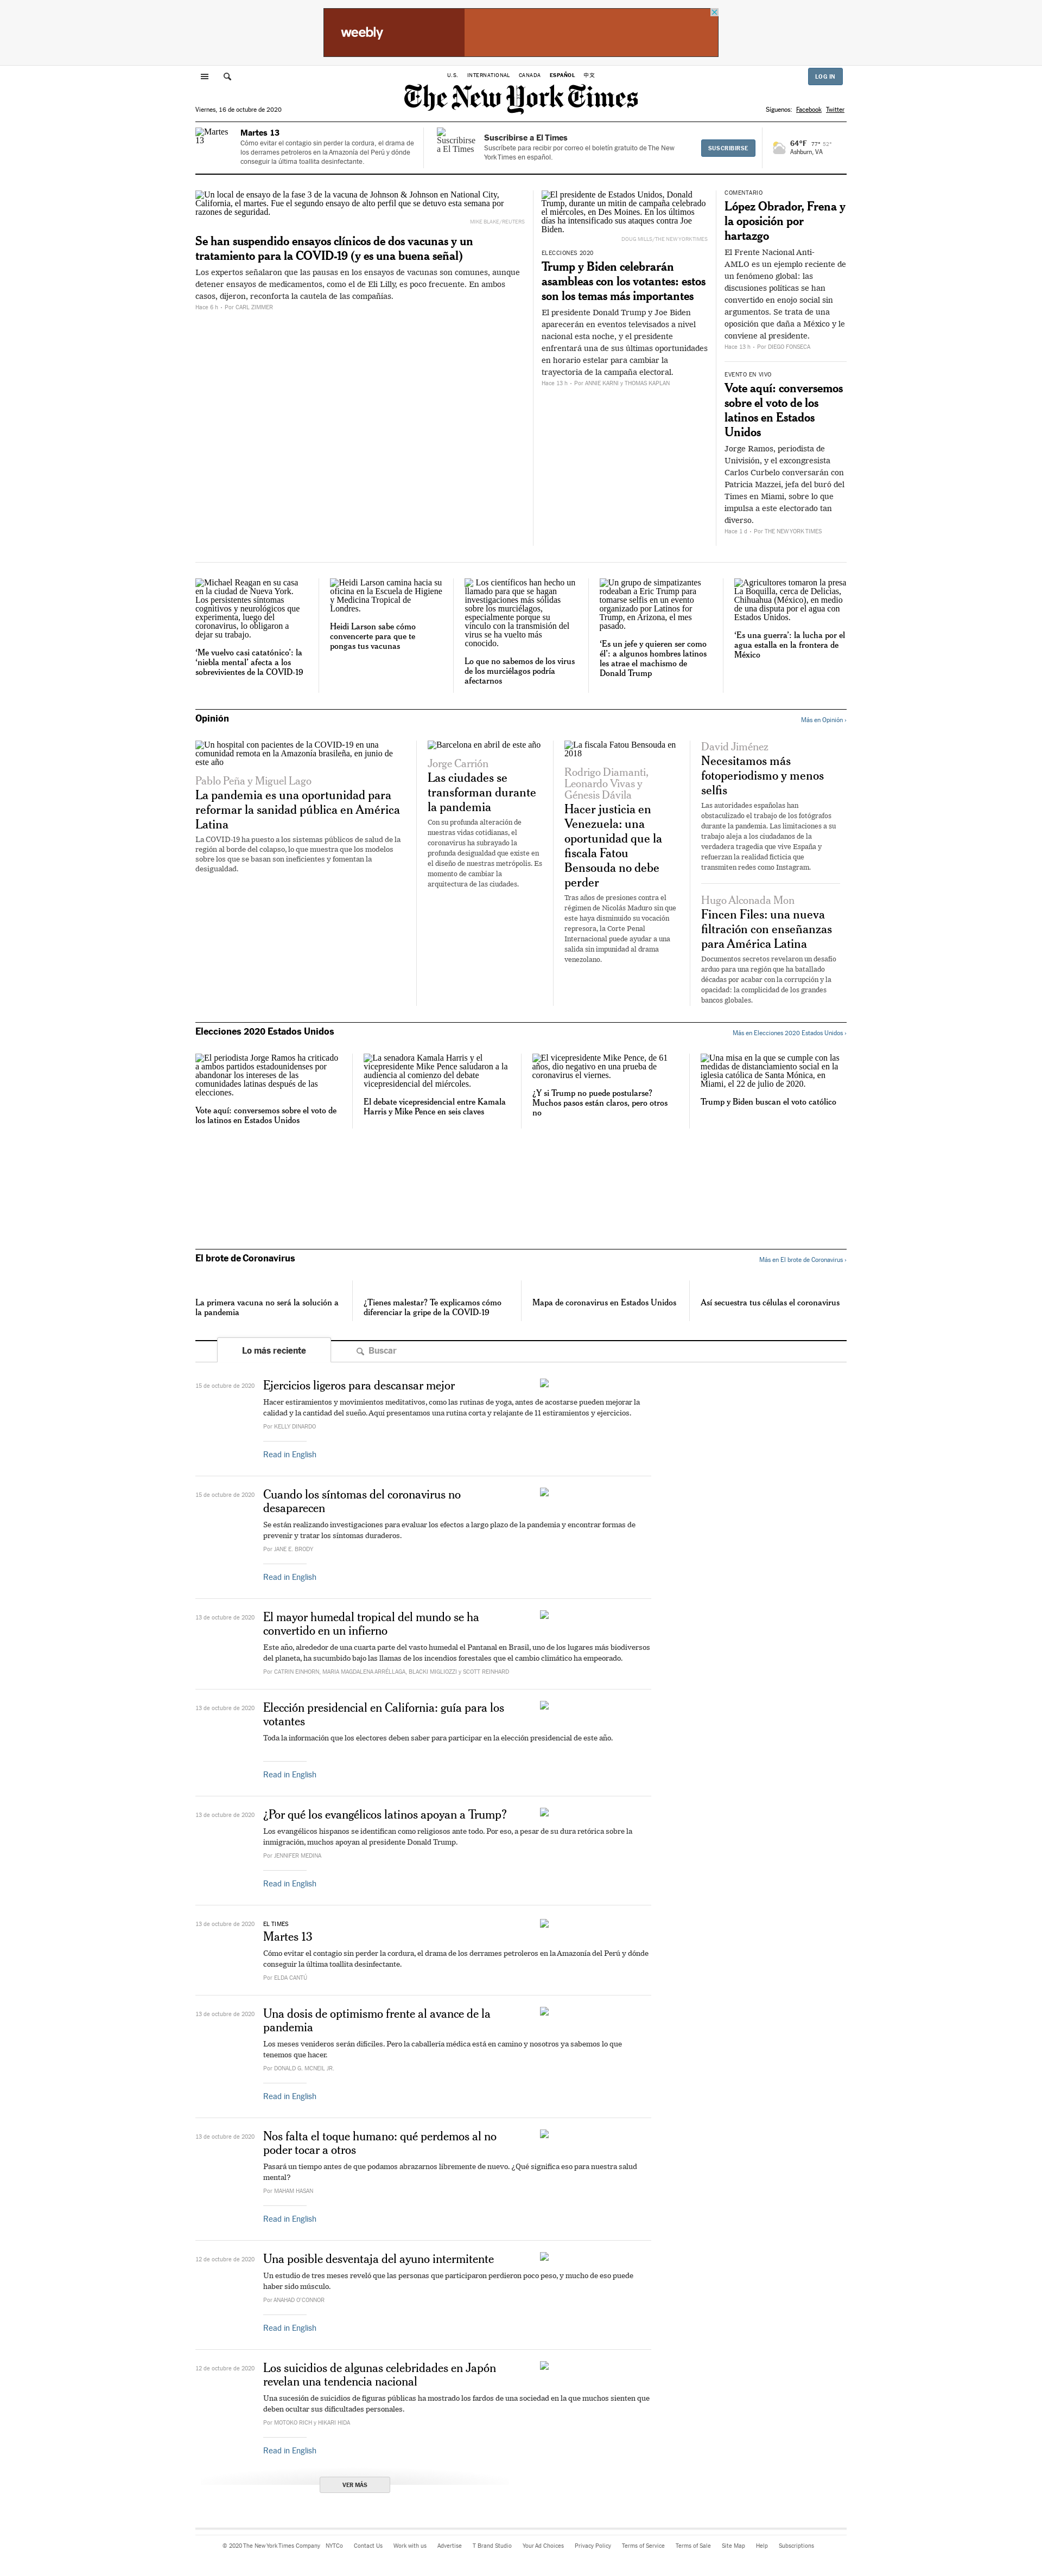 weebly
U.S. INTERNATIONAL CANADA ESPAÑOL 中文
LOG IN
The New York Times
Viernes, 16 de octubre de 2020
Síguenos: Facebook Twitter
Martes 13
Martes 13
Cómo evitar el contagio sin perder la cordura, el drama de los derrames petroleros en la Amazonía del Perú y dónde conseguir la última toallita desinfectante.
Suscribirse a El Times
Suscribirse a El Times
Suscríbete para recibir por correo el boletín gratuito de The New York Times en español.
SUSCRIBIRSE
64°F 77° 52°
Ashburn, VA
Un local de ensayo de la fase 3 de la vacuna de Johnson & Johnson en National City, California, el martes. Fue el segundo ensayo de alto perfil que se detuvo esta semana por razones de seguridad.
MIKE BLAKE/REUTERS
Se han suspendido ensayos clínicos de dos vacunas y un tratamiento para la COVID-19 (y es una buena señal)
Los expertos señalaron que las pausas en los ensayos de vacunas son comunes, aunque detener ensayos de medicamentos, como el de Eli Lilly, es poco frecuente. En ambos casos, dijeron, reconforta la cautela de las compañías.
Hace 6 h - Por CARL ZIMMER
El presidente de Estados Unidos, Donald Trump, durante un mitin de campaña celebrado el miércoles, en Des Moines. En los últimos días ha intensificado sus ataques contra Joe Biden.
DOUG MILLS/THE NEW YORK TIMES
ELECCIONES 2020
Trump y Biden celebrarán asambleas con los votantes: estos son los temas más importantes
El presidente Donald Trump y Joe Biden aparecerán en eventos televisados a nivel nacional esta noche, y el presidente enfrentará una de sus últimas oportunidades en horario estelar para cambiar la trayectoria de la campaña electoral.
Hace 13 h - Por ANNIE KARNI y THOMAS KAPLAN
COMENTARIO
López Obrador, Frena y la oposición por hartazgo
El Frente Nacional Anti-AMLO es un ejemplo reciente de un fenómeno global: las discusiones políticas se han convertido en enojo social sin argumentos. Se trata de una oposición que daña a México y le conviene al presidente.
Hace 13 h - Por DIEGO FONSECA
EVENTO EN VIVO
Vote aquí: conversemos sobre el voto de los latinos en Estados Unidos
Jorge Ramos, periodista de Univisión, y el excongresista Carlos Curbelo conversarán con Patricia Mazzei, jefa del buró del Times en Miami, sobre lo que impulsa a este electorado tan diverso.
Hace 1 d - Por THE NEW YORK TIMES
Michael Reagan en su casa en la ciudad de Nueva York. Los persistentes síntomas cognitivos y neurológicos que experimenta, luego del coronavirus, lo obligaron a dejar su trabajo.
'Me vuelvo casi catatónico': la 'niebla mental' afecta a los sobrevivientes de la COVID-19
Heidi Larson camina hacia su oficina en la Escuela de Higiene y Medicina Tropical de Londres.
Heidi Larson sabe cómo convencerte para que te pongas tus vacunas
Los científicos han hecho un llamado para que se hagan investigaciones más sólidas sobre los murciélagos, especialmente porque su vínculo con la transmisión del virus se ha vuelto más conocido.
Lo que no sabemos de los virus de los murciélagos podría afectarnos
Un grupo de simpatizantes rodeaban a Eric Trump para tomarse selfis en un evento organizado por Latinos for Trump, en Arizona, el mes pasado.
'Es un jefe y quieren ser como él': a algunos hombres latinos les atrae el machismo de Donald Trump
Agricultores tomaron la presa La Boquilla, cerca de Delicias, Chihuahua (México), en medio de una disputa por el agua con Estados Unidos.
'Es una guerra': la lucha por el agua estalla en la frontera de México
Opinión
Más en Opinión ›
Un hospital con pacientes de la COVID-19 en una comunidad remota en la Amazonía brasileña, en junio de este año
Pablo Peña y Miguel Lago
La pandemia es una oportunidad para reformar la sanidad pública en América Latina
La COVID-19 ha puesto a los sistemas públicos de salud de la región al borde del colapso, lo que muestra que los modelos sobre los que se basan son ineficientes y fomentan la desigualdad.
Barcelona en abril de este año
Jorge Carrión
Las ciudades se transforman durante la pandemia
Con su profunda alteración de nuestras vidas cotidianas, el coronavirus ha subrayado la profunda desigualdad que existe en el diseño de nuestras metrópolis. Es momento de cambiar la arquitectura de las ciudades.
La fiscala Fatou Bensouda en 2018
Rodrigo Diamanti, Leonardo Vivas y Génesis Dávila
Hacer justicia en Venezuela: una oportunidad que la fiscala Fatou Bensouda no debe perder
Tras años de presiones contra el régimen de Nicolás Maduro sin que este haya disminuido su vocación represora, la Corte Penal Internacional puede ayudar a una salida sin impunidad al drama venezolano.
David Jiménez
Necesitamos más fotoperiodismo y menos selfis
Las autoridades españolas han obstaculizado el trabajo de los fotógrafos durante la pandemia. Las limitaciones a su trabajo aleja a los ciudadanos de la verdadera tragedia que vive España y refuerzan la realidad ficticia que transmiten redes como Instagram.
Hugo Alconada Mon
Fincen Files: una nueva filtración con enseñanzas para América Latina
Documentos secretos revelaron un desafío arduo para una región que ha batallado décadas por acabar con la corrupción y la opacidad: la complicidad de los grandes bancos globales.
Elecciones 2020 Estados Unidos
Más en Elecciones 2020 Estados Unidos ›
El periodista Jorge Ramos ha criticado a ambos partidos estadounidenses por abandonar los intereses de las comunidades latinas después de las elecciones.
Vote aquí: conversemos sobre el voto de los latinos en Estados Unidos
La senadora Kamala Harris y el vicepresidente Mike Pence saludaron a la audiencia al comienzo del debate vicepresidencial del miércoles.
El debate vicepresidencial entre Kamala Harris y Mike Pence en seis claves
El vicepresidente Mike Pence, de 61 años, dio negativo en una prueba de coronavirus el viernes.
¿Y si Trump no puede postularse? Muchos pasos están claros, pero otros no
Una misa en la que se cumple con las medidas de distanciamiento social en la iglesia católica de Santa Mónica, en Miami, el 22 de julio de 2020.
Trump y Biden buscan el voto católico
El brote de Coronavirus
Más en El brote de Coronavirus ›
La primera vacuna no será la solución a la pandemia
¿Tienes malestar? Te explicamos cómo diferenciar la gripe de la COVID-19
Mapa de coronavirus en Estados Unidos
Así secuestra tus células el coronavirus
Lo más reciente
Buscar
15 de octubre de 2020
Ejercicios ligeros para descansar mejor
Hacer estiramientos y movimientos meditativos, como las rutinas de yoga, antes de acostarse pueden mejorar la calidad y la cantidad del sueño. Aquí presentamos una rutina corta y relajante de 11 estiramientos y ejercicios.
Por KELLY DINARDO
Read in English
15 de octubre de 2020
Cuando los síntomas del coronavirus no desaparecen
Se están realizando investigaciones para evaluar los efectos a largo plazo de la pandemia y encontrar formas de prevenir y tratar los síntomas duraderos.
Por JANE E. BRODY
Read in English
13 de octubre de 2020
El mayor humedal tropical del mundo se ha convertido en un infierno
Este año, alrededor de una cuarta parte del vasto humedal el Pantanal en Brasil, uno de los lugares más biodiversos del planeta, ha sucumbido bajo las llamas de los incendios forestales que el cambio climático ha empeorado.
Por CATRIN EINHORN, MARIA MAGDALENA ARRÉLLAGA, BLACKI MIGLIOZZI y SCOTT REINHARD
13 de octubre de 2020
Elección presidencial en California: guía para los votantes
Toda la información que los electores deben saber para participar en la elección presidencial de este año.
Read in English
13 de octubre de 2020
¿Por qué los evangélicos latinos apoyan a Trump?
Los evangélicos hispanos se identifican como religiosos ante todo. Por eso, a pesar de su dura retórica sobre la inmigración, muchos apoyan al presidente Donald Trump.
Por JENNIFER MEDINA
Read in English
13 de octubre de 2020
EL TIMES
Martes 13
Cómo evitar el contagio sin perder la cordura, el drama de los derrames petroleros en la Amazonía del Perú y dónde conseguir la última toallita desinfectante.
Por ELDA CANTÚ
13 de octubre de 2020
Una dosis de optimismo frente al avance de la pandemia
Los meses venideros serán difíciles. Pero la caballería médica está en camino y nosotros ya sabemos lo que tenemos que hacer.
Por DONALD G. MCNEIL JR.
Read in English
13 de octubre de 2020
Nos falta el toque humano: qué perdemos al no poder tocar a otros
Pasará un tiempo antes de que podamos abrazarnos libremente de nuevo. ¿Qué significa eso para nuestra salud mental?
Por MAHAM HASAN
Read in English
12 de octubre de 2020
Una posible desventaja del ayuno intermitente
Un estudio de tres meses reveló que las personas que participaron perdieron poco peso, y mucho de eso puede haber sido músculo.
Por ANAHAD O'CONNOR
Read in English
12 de octubre de 2020
Los suicidios de algunas celebridades en Japón revelan una tendencia nacional
Una sucesión de suicidios de figuras públicas ha mostrado los fardos de una sociedad en la que muchos sienten que deben ocultar sus dificultades personales.
Por MOTOKO RICH y HIKARI HIDA
Read in English
VER MÁS
© 2020 The New York Times Company NYTCo Contact Us Work with us Advertise T Brand Studio Your Ad Choices Privacy Policy Terms of Service Terms of Sale Site Map Help Subscriptions